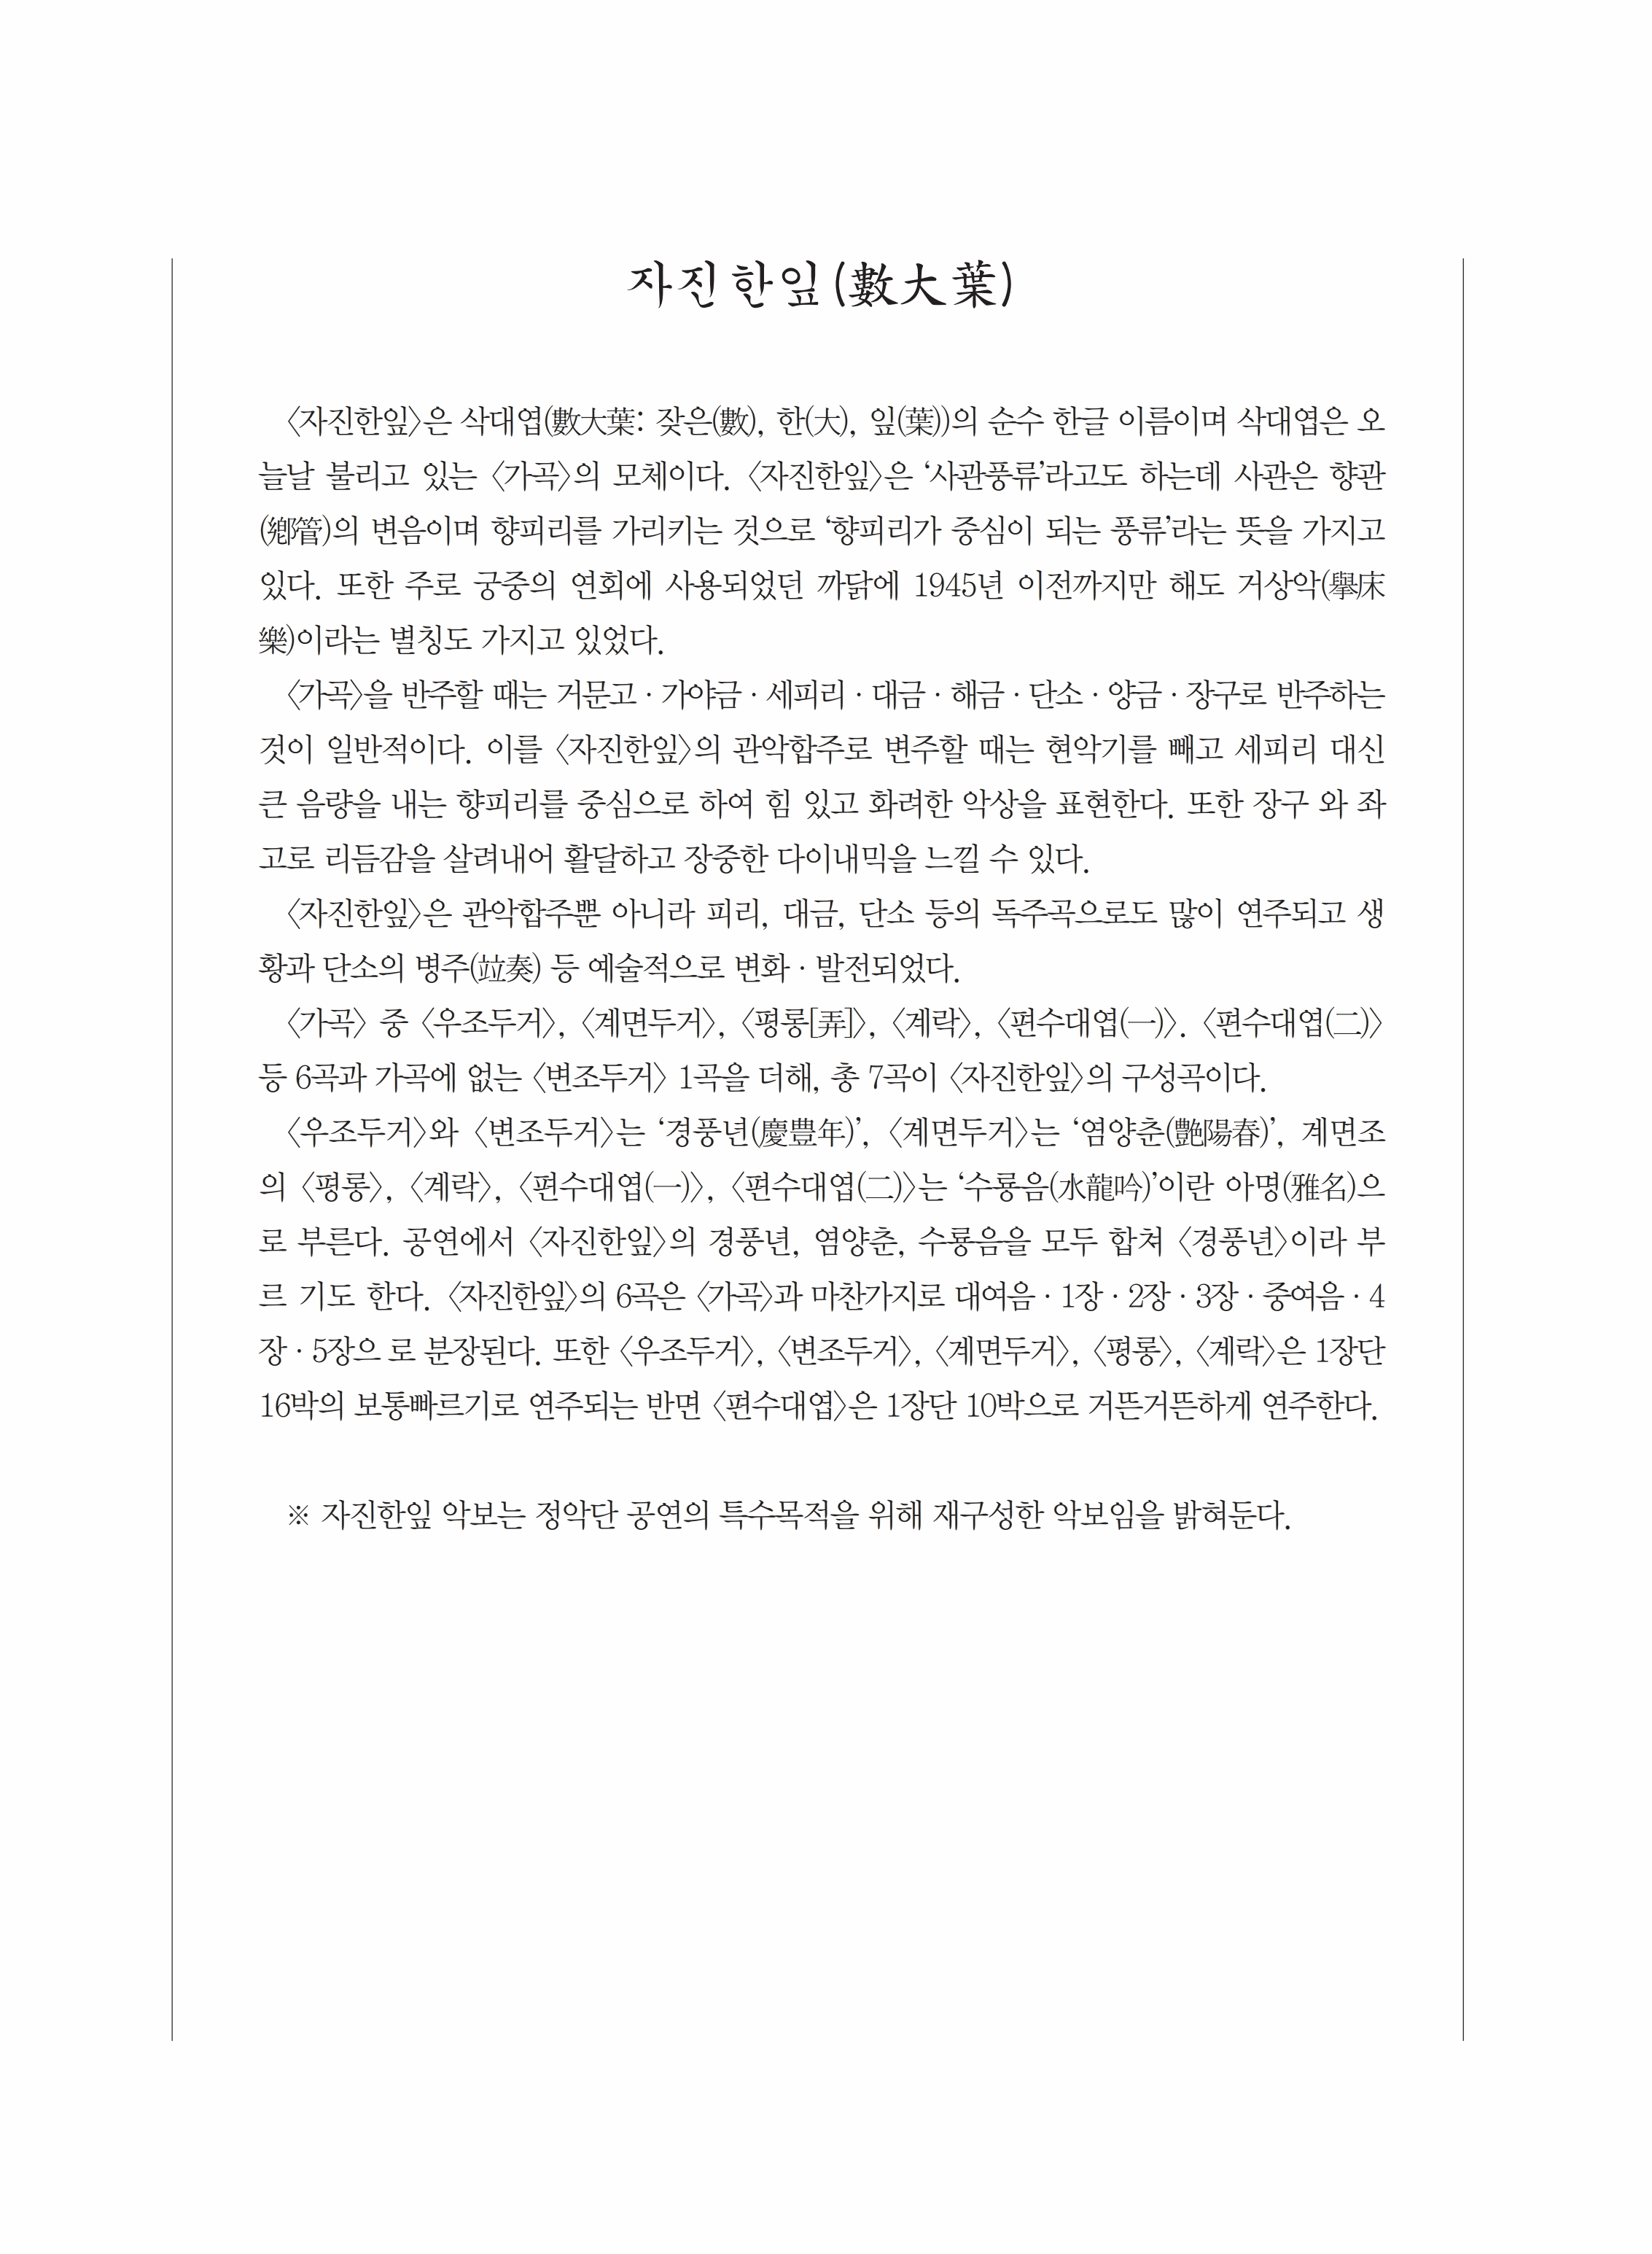 자진한잎(數大葉)
〈자진한잎〉은 삭대엽(數大葉: 잦은(數), 한(大), 잎(葉))의 순수 한글 이름이며 삭대엽은 오
늘날 불리고 있는 〈가곡〉의 모체이다. 〈자진한잎〉은 ‘사관풍류’라고도 하는데 사관은 향관
(鄕管)의 변음이며 향피리를 가리키는 것으로 ‘향피리가 중심이 되는 풍류’라는 뜻을 가지고
있다. 또한 주로 궁중의 연회에 사용되었던 까닭에 1945년 이전까지만 해도 거상악(擧床
樂)이라는 별칭도 가지고 있었다.
〈가곡〉을 반주할 때는 거문고 · 가야금 · 세피리 · 대금 · 해금 · 단소 · 양금 · 장구로 반주하는
것이 일반적이다. 이를 〈자진한잎〉의 관악합주로 변주할 때는 현악기를 빼고 세피리 대신
큰 음량을 내는 향피리를 중심으로 하여 힘 있고 화려한 악상을 표현한다. 또한 장구 와 좌
고로 리듬감을 살려내어 활달하고 장중한 다이내믹을 느낄 수 있다.
〈자진한잎〉은 관악합주뿐 아니라 피리, 대금, 단소 등의 독주곡으로도 많이 연주되고 생
황과 단소의 병주(竝奏) 등 예술적으로 변화 · 발전되었다.
〈가곡〉 중 〈우조두거〉, 〈계면두거〉, 〈평롱[弄]〉, 〈계락〉, 〈편수대엽(一)〉. 〈편수대엽(二)〉
등 6곡과 가곡에 없는 〈변조두거〉 1곡을 더해, 총 7곡이 〈자진한잎〉의 구성곡이다.
〈우조두거〉와 〈변조두거〉는 ‘경풍년(慶豊年)’, 〈계면두거〉는 ‘염양춘(艶陽春)’, 계면조
의 〈평롱〉, 〈계락〉, 〈편수대엽(一)〉, 〈편수대엽(二)〉는 ‘수룡음(水龍吟)’이란 아명(雅名)으
로 부른다. 공연에서 〈자진한잎〉의 경풍년, 염양춘, 수룡음을 모두 합쳐 〈경풍년〉이라 부
르 기도 한다. 〈자진한잎〉의 6곡은 〈가곡〉과 마찬가지로 대여음 · 1장 · 2장 · 3장 · 중여음 · 4
장 · 5장으 로 분장된다. 또한 〈우조두거〉, 〈변조두거〉, 〈계면두거〉, 〈평롱〉, 〈계락〉은 1장단
16박의 보통빠르기로 연주되는 반면 〈편수대엽〉은 1장단 10박으로 거뜬거뜬하게 연주한다.
※ 자진한잎 악보는 정악단 공연의 특수목적을 위해 재구성한 악보임을 밝혀둔다.